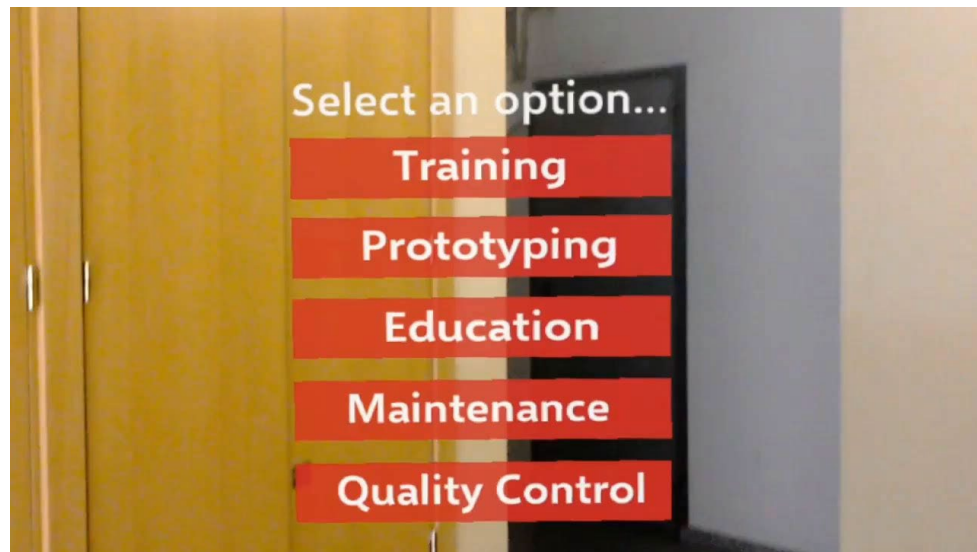 Select an option...
Training
Prototyping
Education
Maintenance
Quality Control